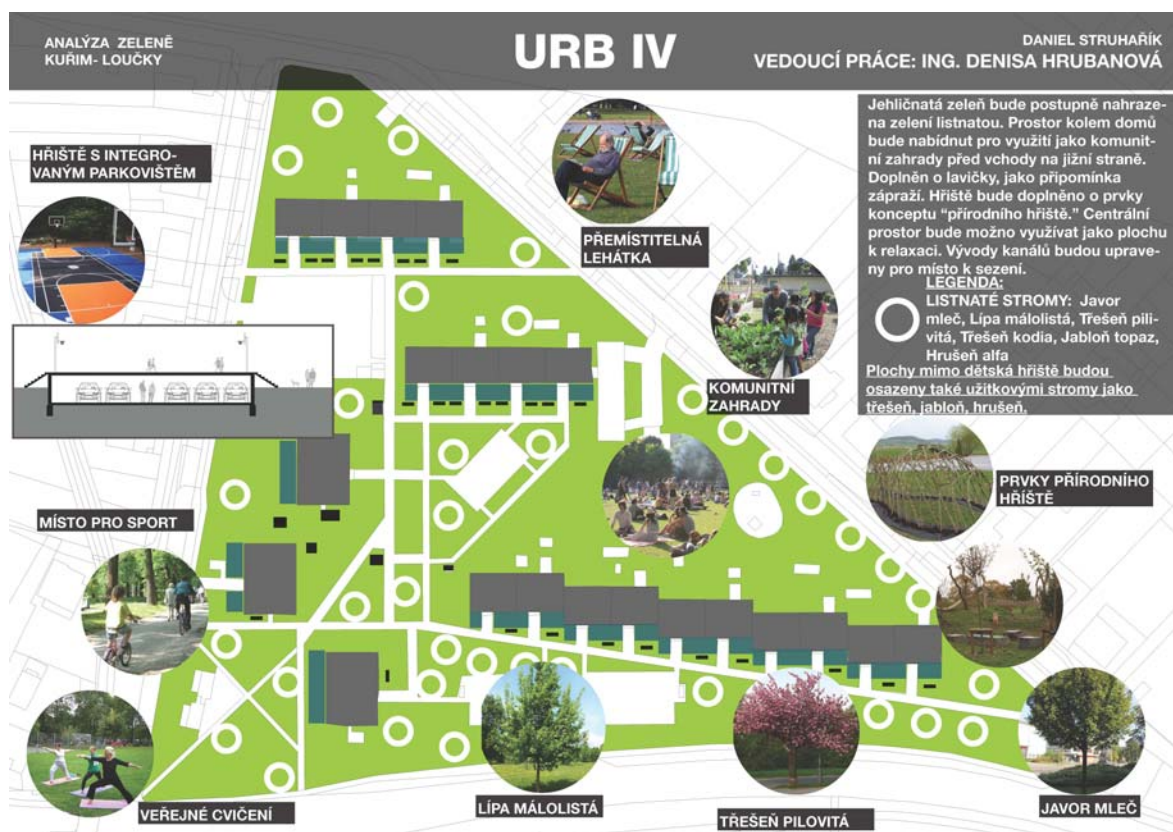 ANALÝZA ZELENĚ
KUŘIM- LOUČKY
URB IV
DANIEL STRUHAŘÍK
VEDOUCÍ PRÁCE: ING. DENISA HRUBANOVÁ
Jehličnatá zeleň bude postupně nahraze-
na zelení listnatou. Prostor kolem domů
bude nabídnut pro využití jako komunit-
ní zahrady před vchody na jižní straně.
Doplněn o lavičky, jako připomínka
zápraží. Hřiště bude doplněno o prvky
konceptu “přírodního hřiště.” Centrální
prostor bude možno využívat jako plochu
k relaxaci. Vývody kanálů budou uprave-
ny pro místo k sezení.
LEGENDA:
LISTNATÉ STROMY: Javor
mleč, Lípa málolistá, Třešeň pili-
vitá, Třešeň kodia, Jabloň topaz,
Hrušeň alfa
Plochy mimo dětská hřiště budou
osazeny také užitkovými stromy jako
třešeň, jabloň, hrušeň.
HŘIŠTĚ S INTEGRO-
VANÝM PARKOVIŠTĚM
PŘEMÍSTITELNÁ
LEHÁTKA
KOMUNITNÍ
ZAHRADY
PRVKY PŘÍRODNÍHO
HŘÍŠTĚ
MÍSTO PRO SPORT
VEŘEJNÉ CVIČENÍ
LÍPA MÁLOLISTÁ
TŘEŠEŇ PILOVITÁ
JAVOR MLEČ